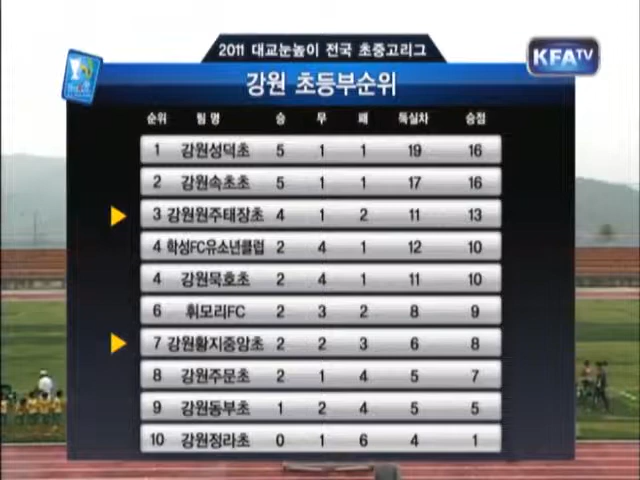 2011 대교눈높이 전국 초중고리그
KFATV
강원 초등부순위
순위 팀 명 승 무 패 득실차 승점
1 강원성덕초 5 1 1 19 16
2 강원속초초 5 1 1 17 16
3 강원원주태장초 4 1 2 11 13
4 학성FC유소년클럽 2 4 1 12 10
4 강원묵호초 2 4 1 11 10
6 휘모리FC 2 3 2 8 9
7 강원황지중앙초 2 2 3 6 8
8 강원주문초 2 1 4 5 7
9 강원동부초 1 2 4 5 5
10 강원정라초 0 1 6 4 1